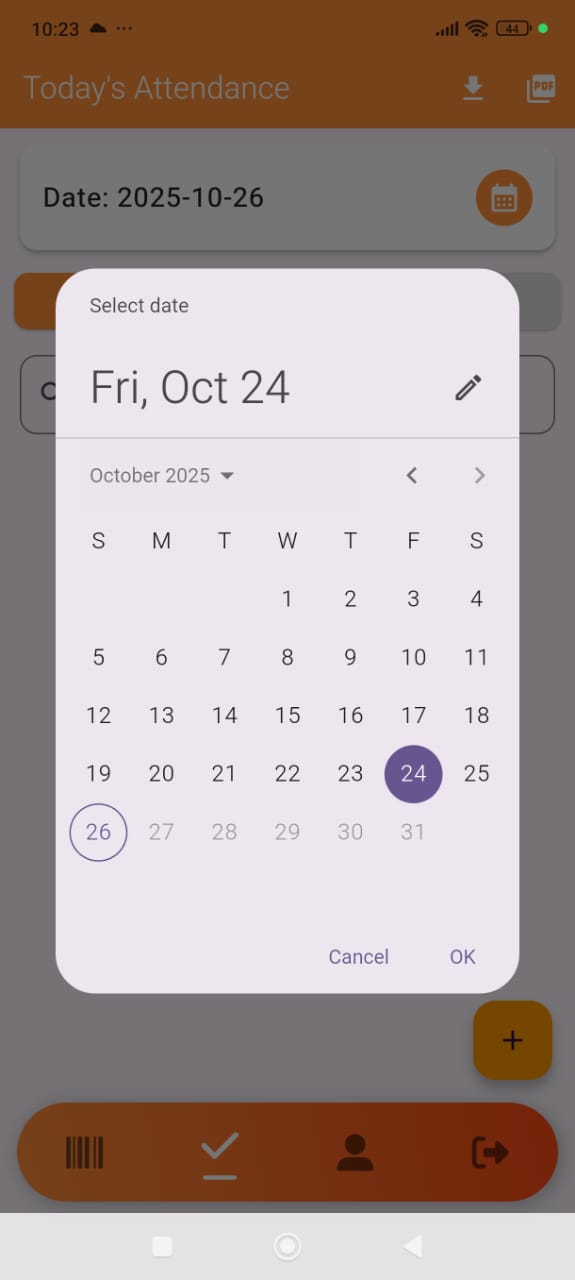 10:23 ··· 44
Today's Attendance PDF
Date: 2025-10-26
Select date
Fri, Oct 24
October 2025
S M T W T F S
1 2 3 4
5 6 7 8 9 10 11
12 13 14 15 16 17 18
19 20 21 22 23 24 25
26 27 28 29 30 31
Cancel OK
+